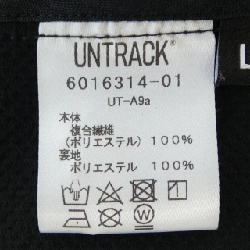 UNTRACK®
6016314-01
UT-A9a
本体
複合繊維
(ポリエステル) 100%
裏地
ポリエステル 100%
L